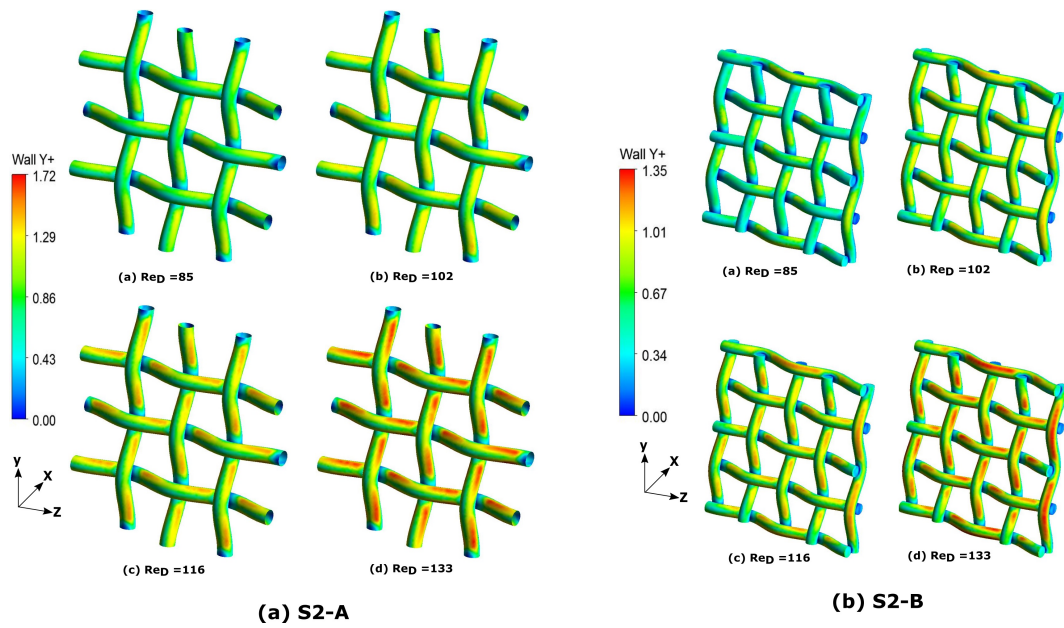 Wall Y+
1.72
1.29
0.86
0.43
0.00
y
X
Z
(a) ReD =85
(b) ReD =102
(c) ReD =116
(d) ReD =133
(a) S2-A
Wall Y+
1.35
1.01
0.67
0.34
0.00
y
X
Z
(a) ReD =85
(b) ReD =102
(c) ReD =116
(d) ReD =133
(b) S2-B